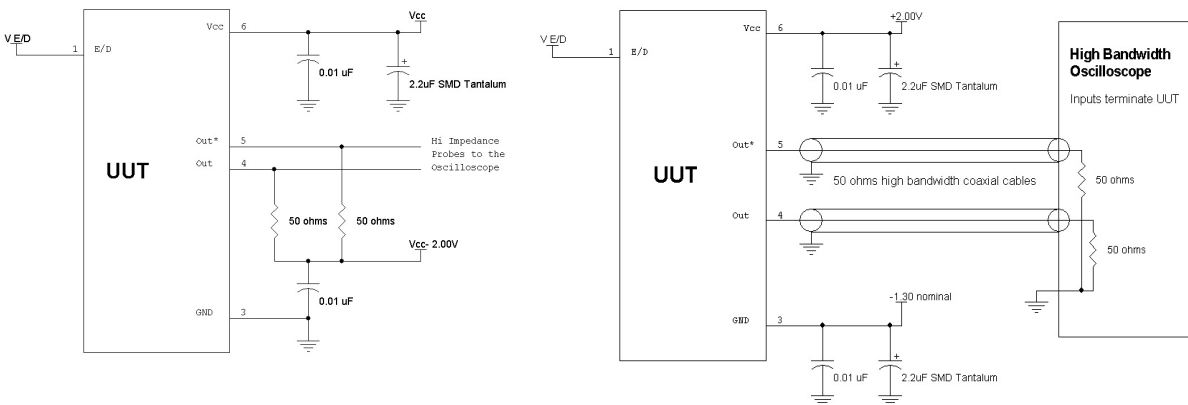 Vcc
V E/D
6
Vcc
1
E/D
0.01 uF
+
2.2uF SMD Tantalum
Out*
5
Hi Impedance
Probes to the
Oscilloscope
Out
4
UUT
50 ohms
50 ohms
Vcc- 2.00V
0.01 uF
GND
3
+2.00V
Vcc
6
V E/D
1
E/D
0.01 uF
+
2.2uF SMD Tantalum
High Bandwidth
Oscilloscope
Inputs terminate UUT
Out*
5
UUT
50 ohms high bandwidth coaxial cables
50 ohms
Out
4
50 ohms
-1.30 nominal
GND
3
0.01 uF
+
2.2uF SMD Tantalum